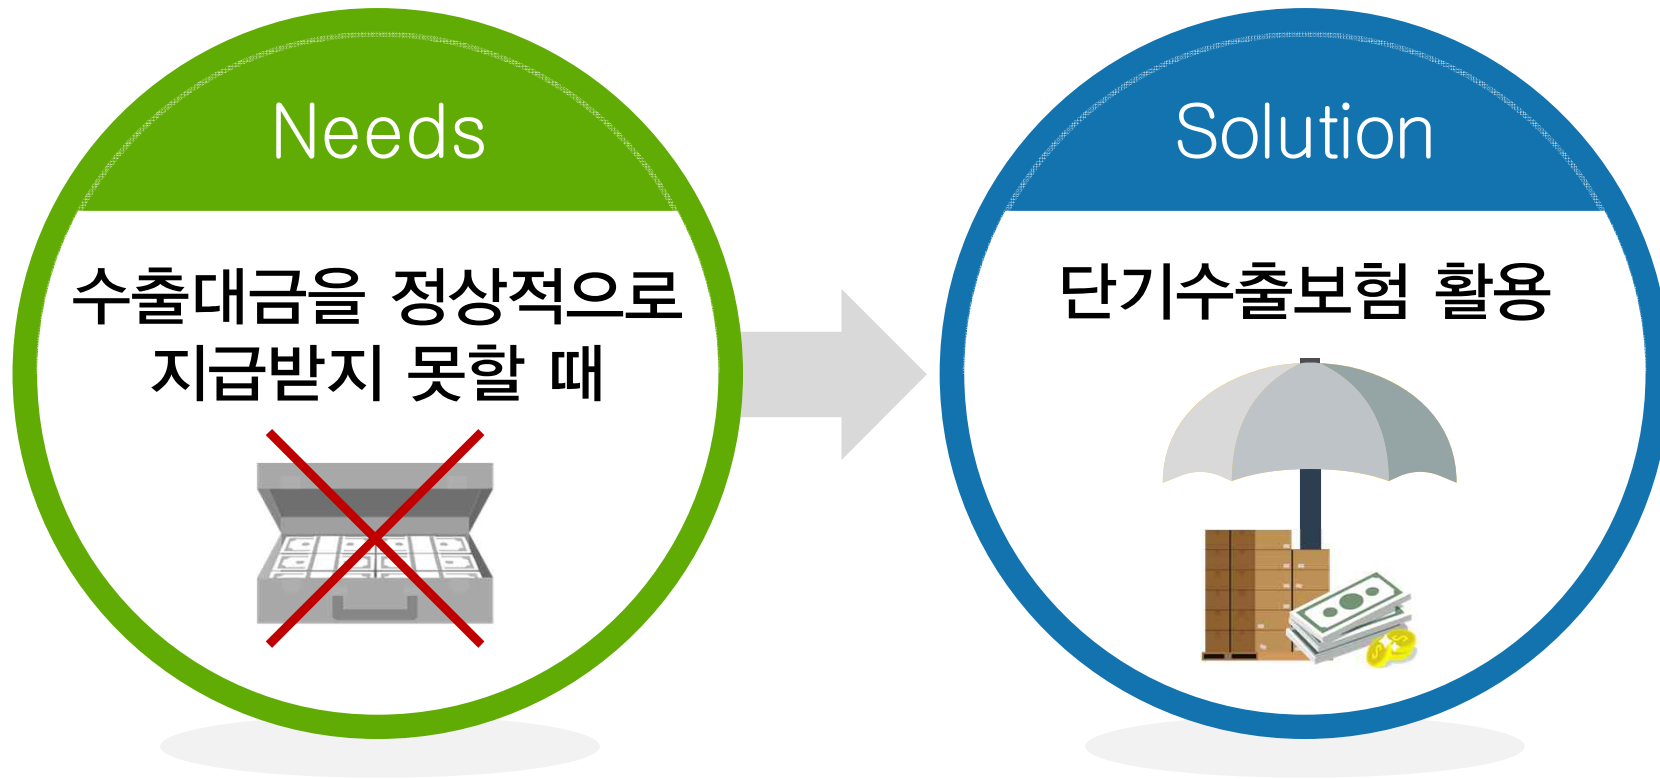 Needs
수출대금을 정상적으로
지급받지 못할 때
Solution
단기수출보험 활용